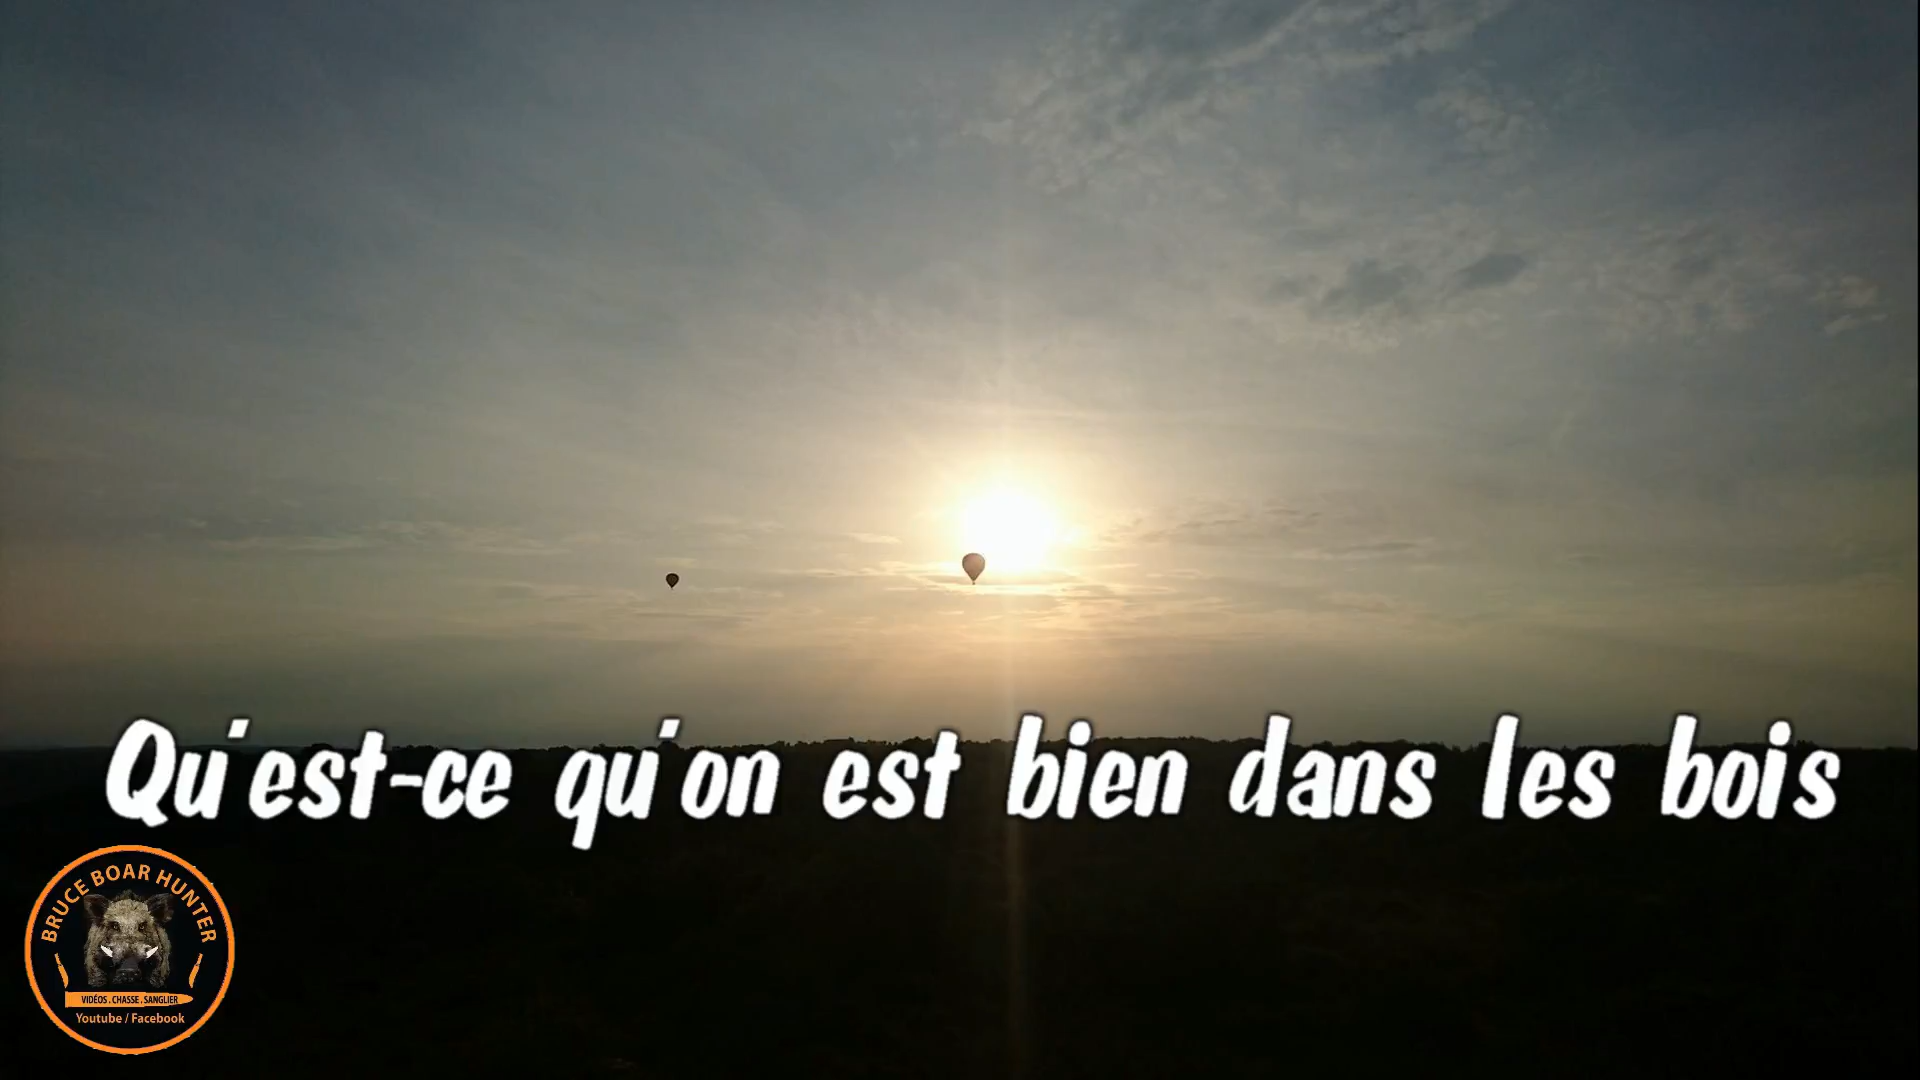 Qu'est-ce qu'on est bien dans les bois
BRUCE BOAR HUNTER
VIDÉOS . CHASSE . SANGLIER
Youtube / Facebook